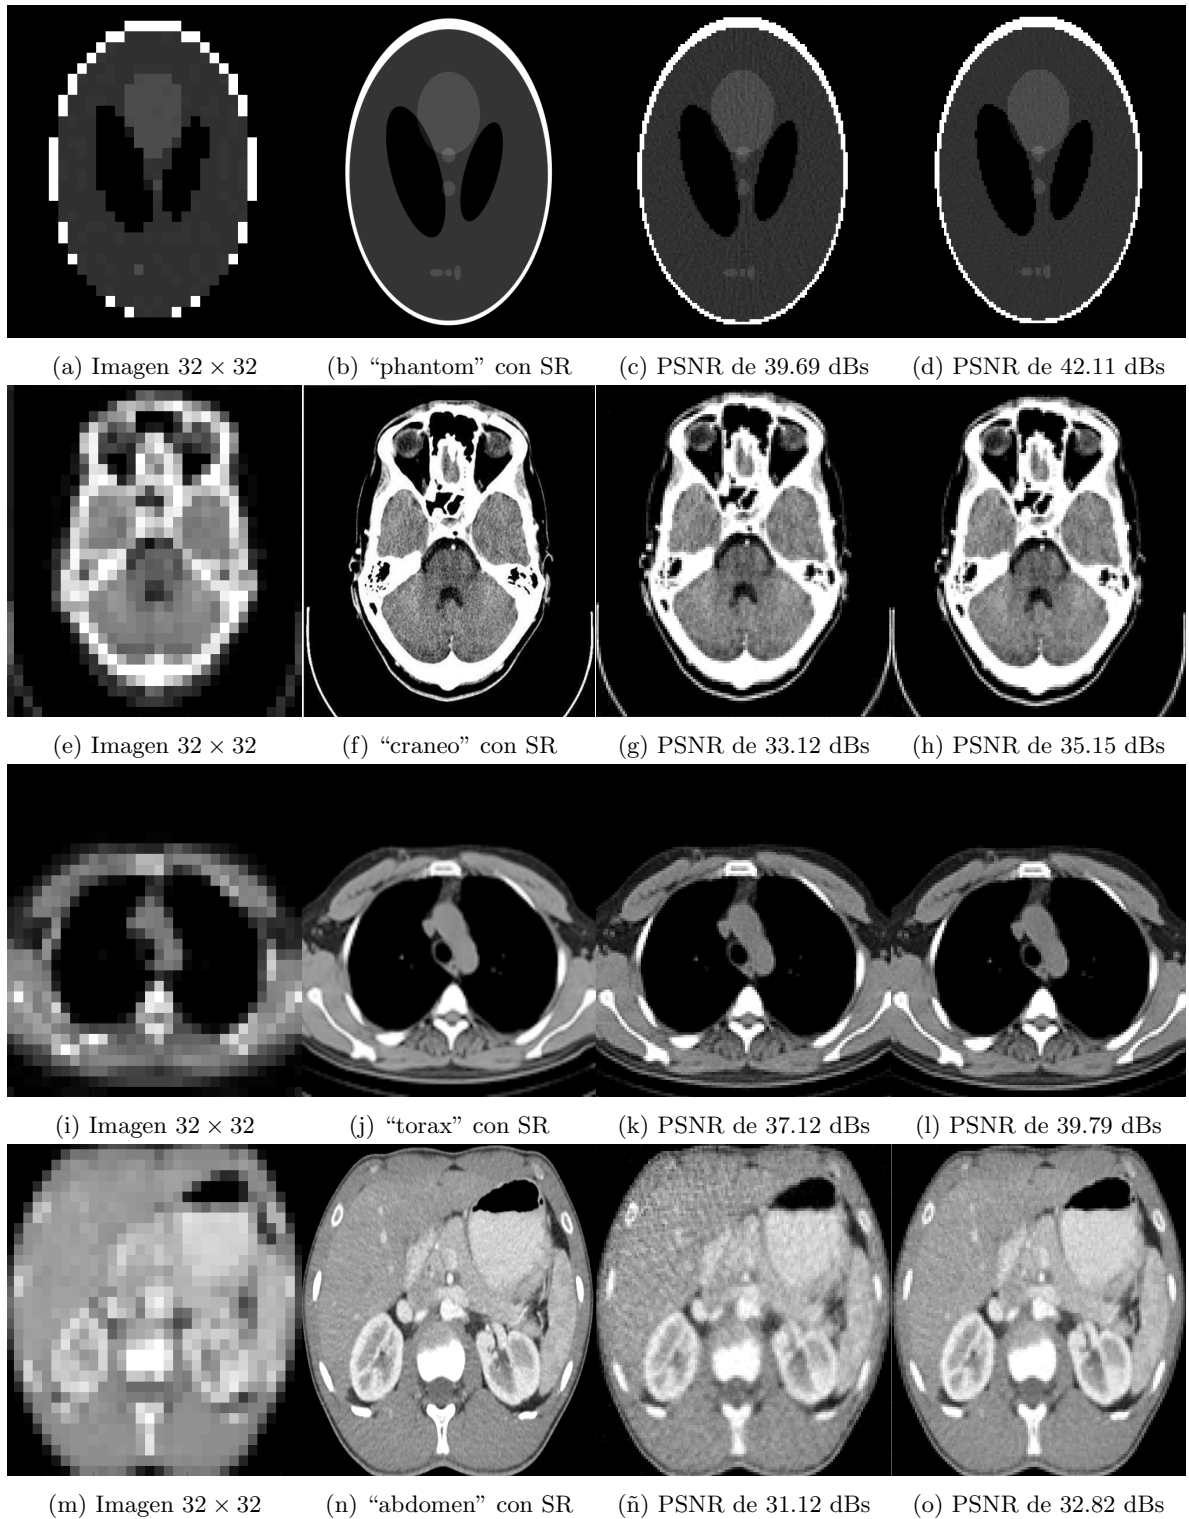 (a) Imagen 32 × 32 (b) “phantom” con SR (c) PSNR de 39.69 dBs (d) PSNR de 42.11 dBs
(e) Imagen 32 × 32 (f) “craneo” con SR (g) PSNR de 33.12 dBs (h) PSNR de 35.15 dBs
(i) Imagen 32 × 32 (j) “torax” con SR (k) PSNR de 37.12 dBs (l) PSNR de 39.79 dBs
(m) Imagen 32 × 32 (n) “abdomen” con SR (ñ) PSNR de 31.12 dBs (o) PSNR de 32.82 dBs